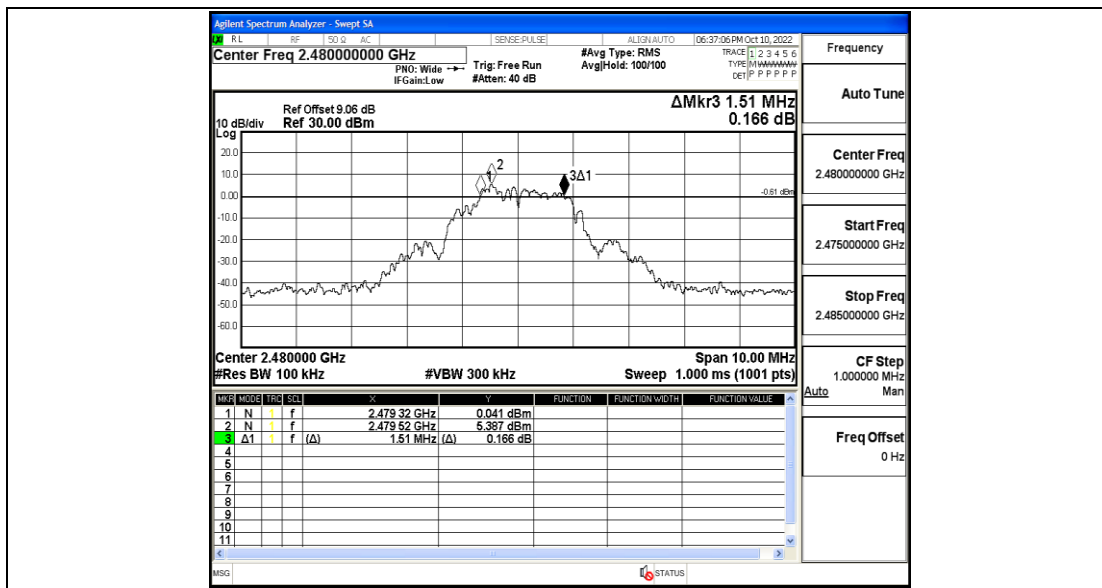 Agilent Spectrum Analyzer - Swept SA
RL RF 50 Ω AC SENSE:PULSE ALIGNAUTO 06:37:06 PM Oct 10, 2022
Center Freq 2.480000000 GHz
PNO: Wide
IFGain:Low
Trig: Free Run
#Atten: 40 dB
#Avg Type: RMS
Avg|Hold: 100/100
TRACE 1 2 3 4 5 6
TYPE MWWWWW
DET P P P P P P
ΔMkr3 1.51 MHz
0.166 dB
Ref Offset 9.06 dB
10 dB/div Ref 30.00 dBm
Log
20.0
10.0
0.00
-10.0
-20.0
-30.0
-40.0
-50.0
-60.0
2
3Δ1
-0.61 dBm
Center 2.480000 GHz Span 10.00 MHz
#Res BW 100 kHz #VBW 300 kHz Sweep 1.000 ms (1001 pts)
MKR MODE TRC SCL X Y FUNCTION FUNCTION WIDTH FUNCTION VALUE
1 N 1 f 2.479 32 GHz 0.041 dBm
2 N 1 f 2.479 52 GHz 5.387 dBm
3 Δ1 1 f (Δ) 1.51 MHz (Δ) 0.166 dB
4
5
6
7
8
9
10
11
MSG STATUS
Frequency
Auto Tune
Center Freq
2.480000000 GHz
Start Freq
2.475000000 GHz
Stop Freq
2.485000000 GHz
CF Step
1.000000 MHz
Auto Man
Freq Offset
0 Hz